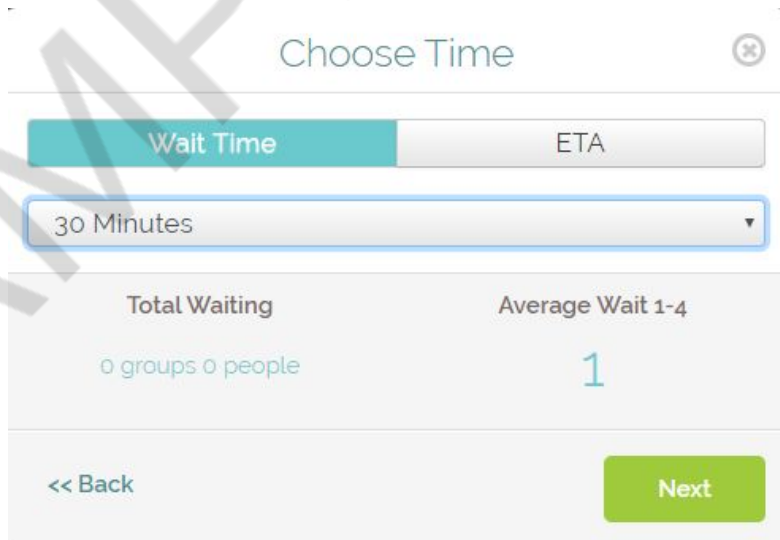 Choose Time
Wait Time ETA
30 Minutes
Total Waiting Average Wait 1-4
0 groups 0 people 1
<< Back Next